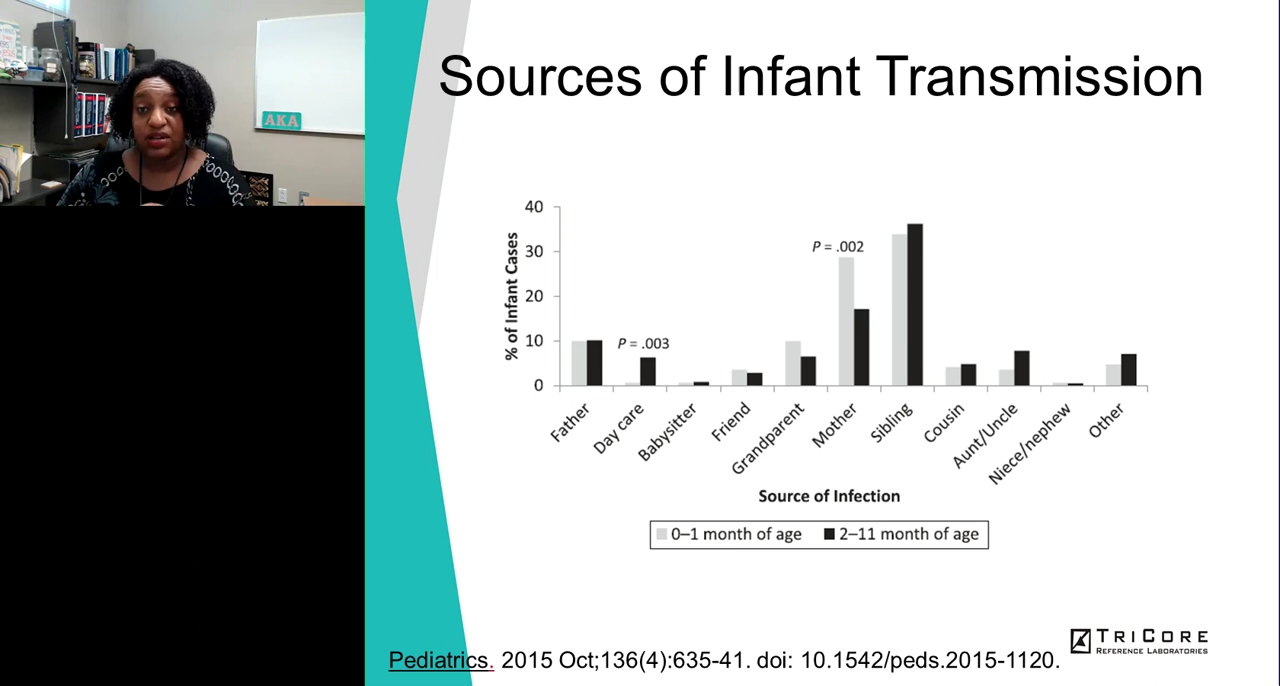 AKA
Sources of Infant Transmission
40
30
20
10
0
% of Infant Cases
P = .003
P = .002
Father
Day care
Babysitter
Friend
Grandparent
Mother
Sibling
Cousin
Aunt/Uncle
Niece/nephew
Other
Source of Infection
0–1 month of age 2–11 month of age
TRICORE
REFERENCE LABORATORIES
Pediatrics. 2015 Oct;136(4):635-41. doi: 10.1542/peds.2015-1120.